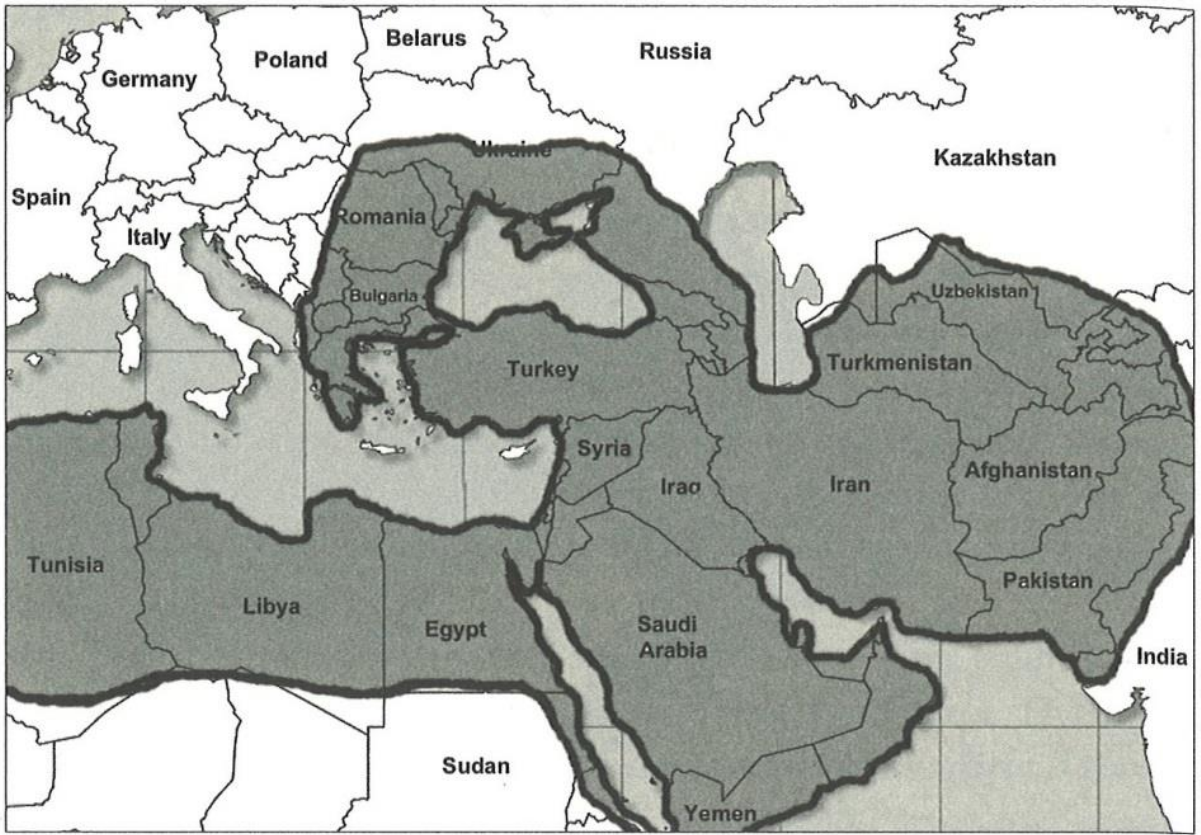 Belarus
Russia
Poland
Germany
Ukraine
Kazakhstan
Spain
Romania
Italy
Bulgaria
Uzbekistan
Turkey
Turkmenistan
Syria
Afghanistan
Iraq
Iran
Tunisia
Pakistan
Libya
Egypt
Saudi
Arabia
India
Sudan
Yemen